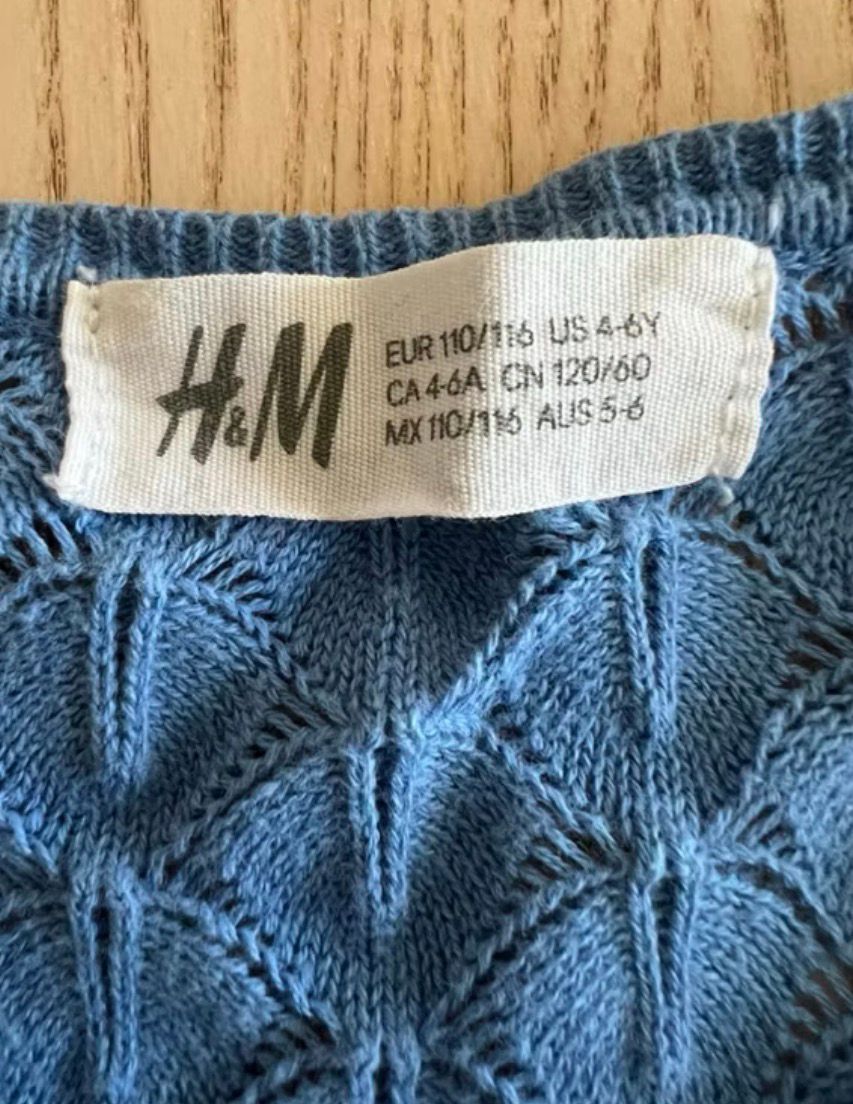 H&M
EUR 110/116 US 4-6Y
CA 4-6A CN 120/60
MX 110/116 AUS 5-6